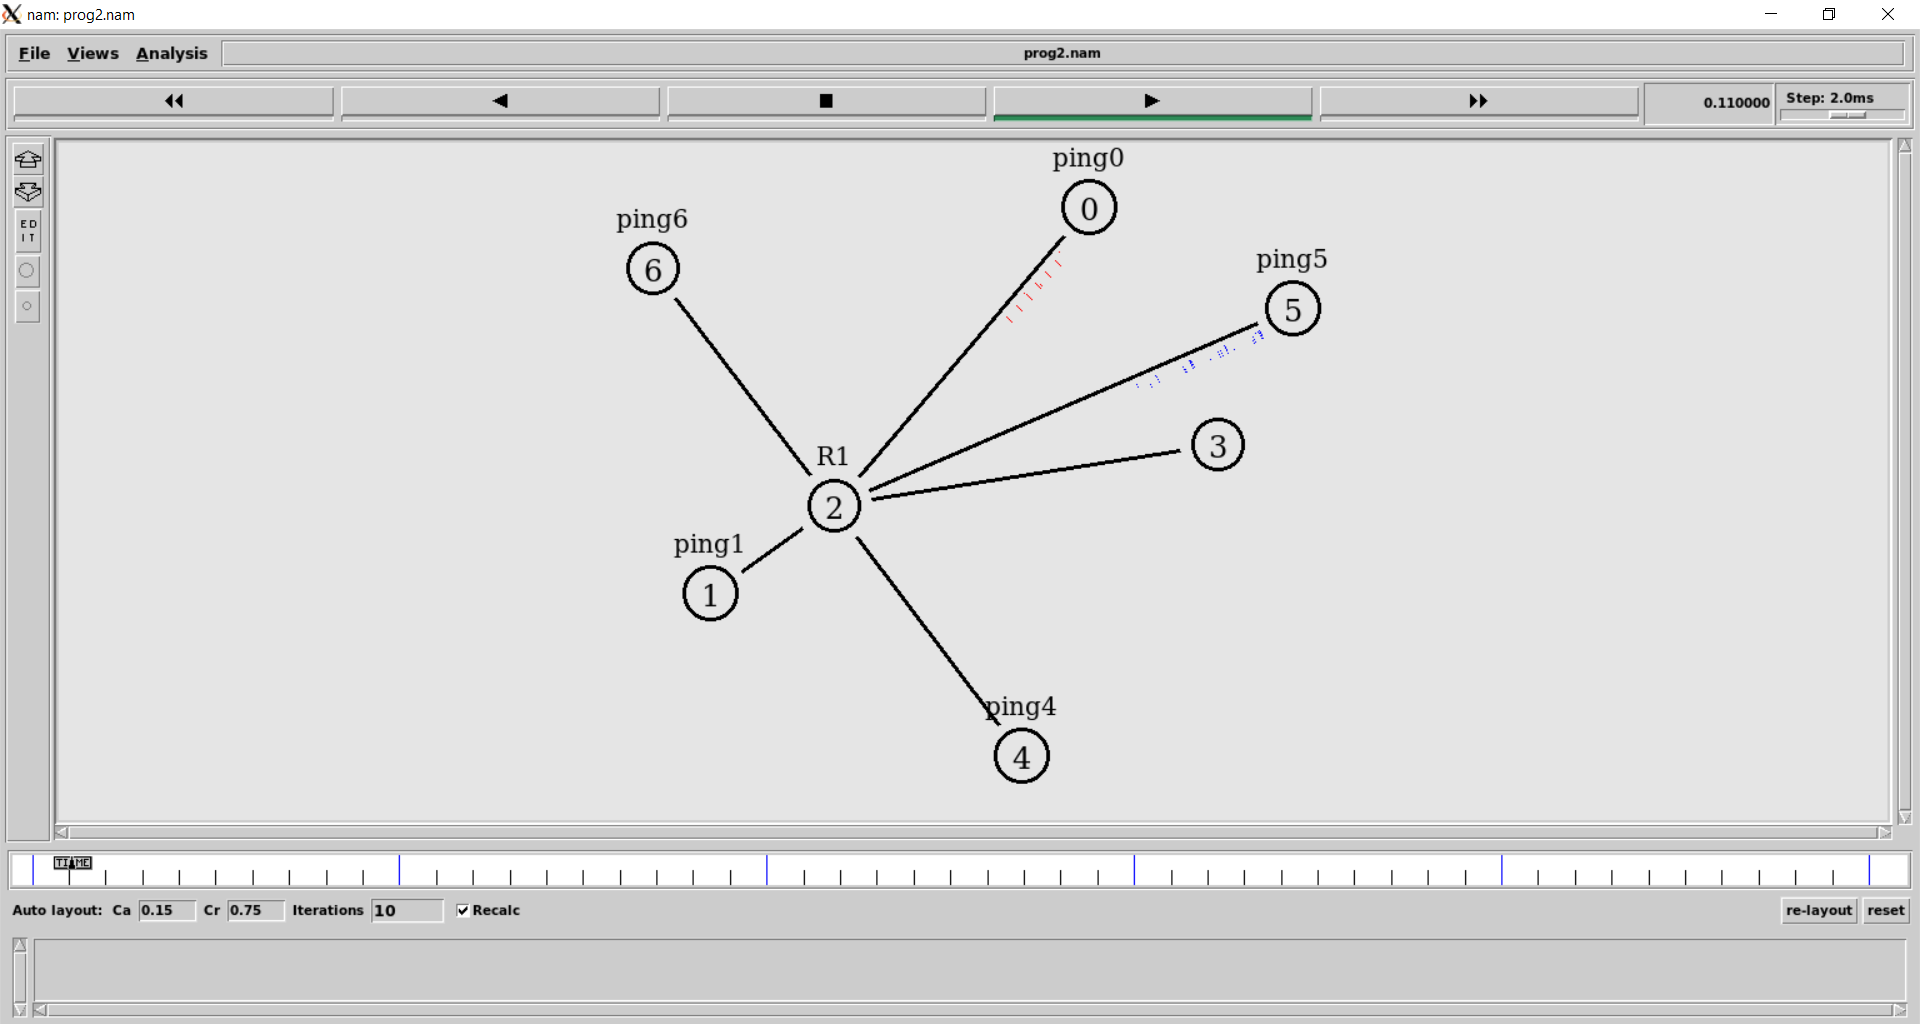 nam: prog2.nam
File Views Analysis prog2.nam
0.110000 Step: 2.0ms
ED
IT
ping0
0
ping6
6
ping5
5
3
R1
2
ping1
1
ping4
4
TIME
Auto layout: Ca 0.15 Cr 0.75 Iterations 10 Recalc re-layout reset